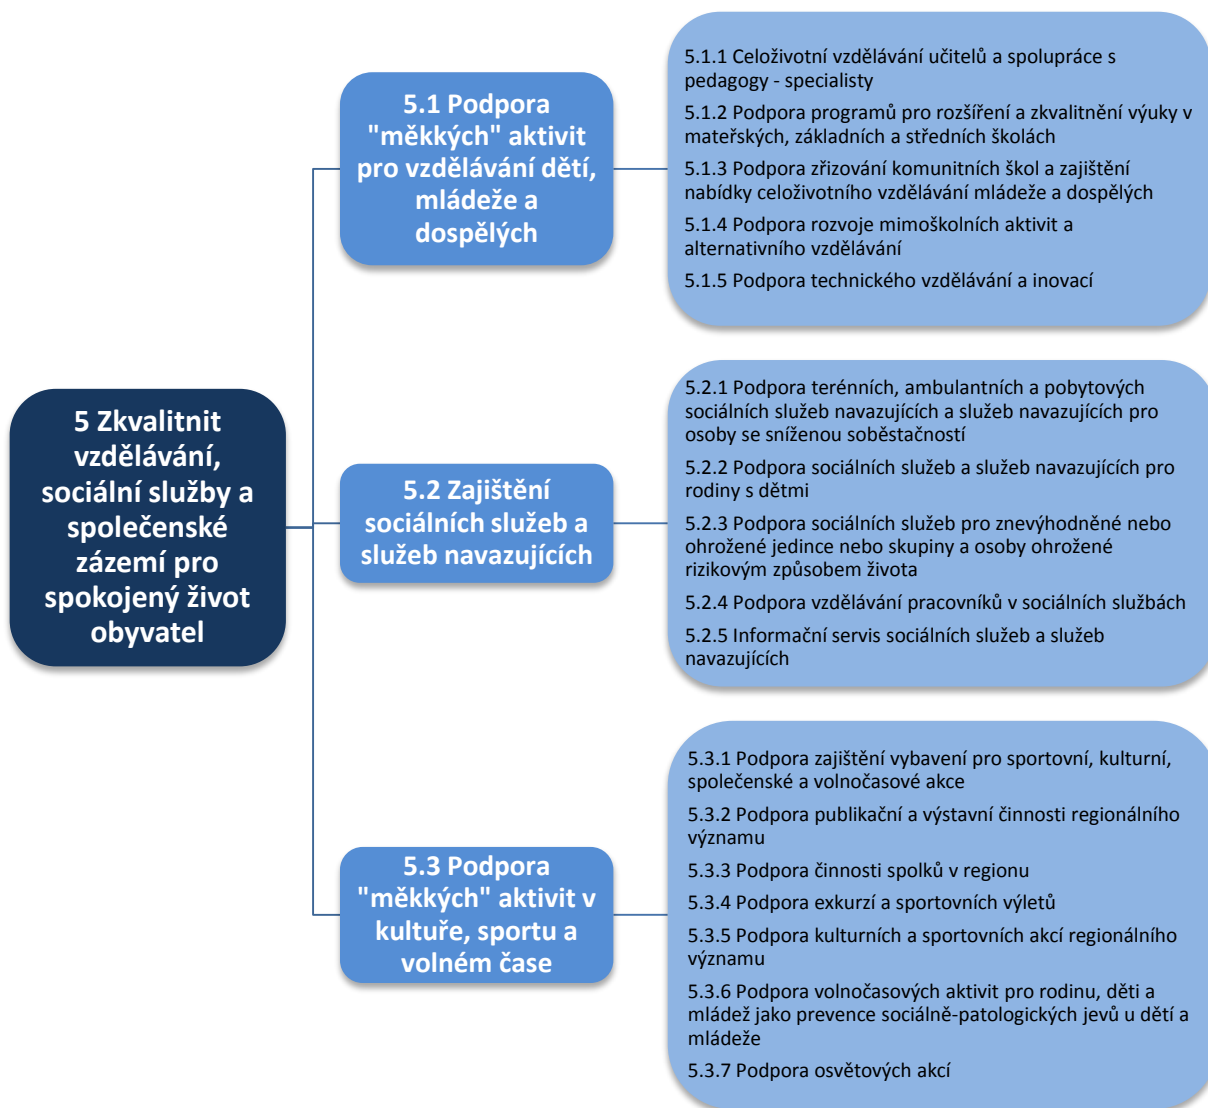 5 Zkvalitnit
vzdělávání,
sociální služby a
společenské
zázemí pro
spokojený život
obyvatel
5.1 Podpora
"měkkých" aktivit
pro vzdělávání dětí,
mládeže a
dospělých
5.1.1 Celoživotní vzdělávání učitelů a spolupráce s
pedagogy - specialisty
5.1.2 Podpora programů pro rozšíření a zkvalitnění výuky v
mateřských, základních a středních školách
5.1.3 Podpora zřizování komunitních škol a zajištění
nabídky celoživotního vzdělávání mládeže a dospělých
5.1.4 Podpora rozvoje mimoškolních aktivit a
alternativního vzdělávání
5.1.5 Podpora technického vzdělávání a inovací
5.2 Zajištění
sociálních služeb a
služeb navazujících
5.2.1 Podpora terénních, ambulantních a pobytových
sociálních služeb navazujících a služeb navazujících pro
osoby se sníženou soběstačností
5.2.2 Podpora sociálních služeb a služeb navazujících pro
rodiny s dětmi
5.2.3 Podpora sociálních služeb pro znevýhodněné nebo
ohrožené jedince nebo skupiny a osoby ohrožené
rizikovým způsobem života
5.2.4 Podpora vzdělávání pracovníků v sociálních službách
5.2.5 Informační servis sociálních služeb a služeb
navazujících
5.3 Podpora
"měkkých" aktivit v
kultuře, sportu a
volném čase
5.3.1 Podpora zajištění vybavení pro sportovní, kulturní,
společenské a volnočasové akce
5.3.2 Podpora publikační a výstavní činnosti regionálního
významu
5.3.3 Podpora činnosti spolků v regionu
5.3.4 Podpora exkurzí a sportovních výletů
5.3.5 Podpora kulturních a sportovních akcí regionálního
významu
5.3.6 Podpora volnočasových aktivit pro rodinu, děti a
mládež jako prevence sociálně-patologických jevů u dětí a
mládeže
5.3.7 Podpora osvětových akcí